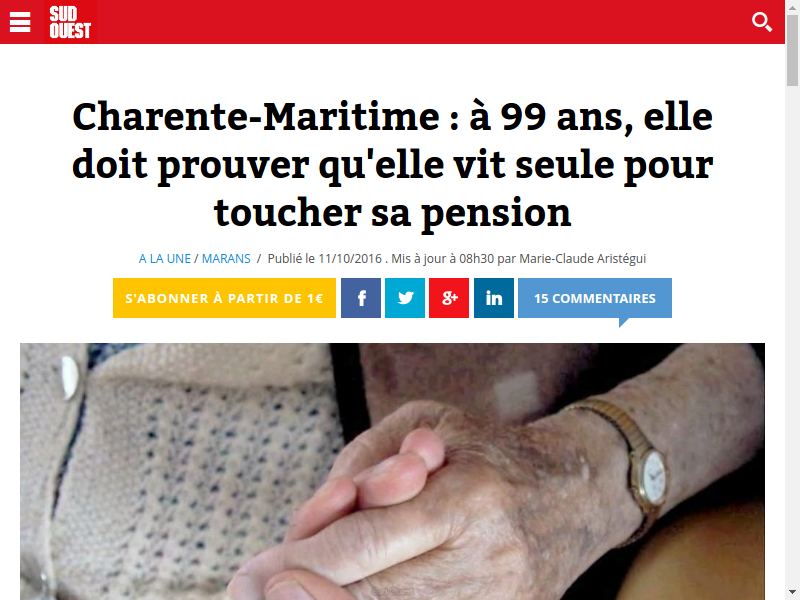 SUD
OUEST
Charente-Maritime : à 99 ans, elle
doit prouver qu'elle vit seule pour
toucher sa pension
A LA UNE / MARANS / Publié le 11/10/2016 . Mis à jour à 08h30 par Marie-Claude Aristégui
S'ABONNER À PARTIR DE 1€
f
g+
in
15 COMMENTAIRES